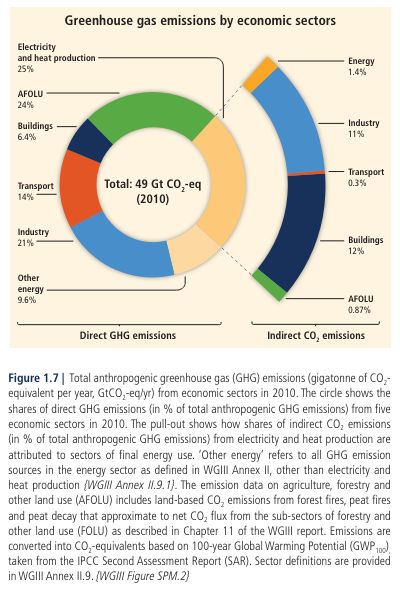 Greenhouse gas emissions by economic sectors
Electricity
and heat production
25%
AFOLU
24%
Buildings
6.4%
Transport
14%
Industry
21%
Other
energy
9.6%
Total: 49 Gt CO₂-eq
(2010)
Energy
1.4%
Industry
11%
Transport
0.3%
Buildings
12%
AFOLU
0.87%
Direct GHG emissions
Indirect CO₂ emissions
Figure 1.7 | Total anthropogenic greenhouse gas (GHG) emissions (gigatonne of CO₂-
equivalent per year, GtCO₂-eq/yr) from economic sectors in 2010. The circle shows the
shares of direct GHG emissions (in % of total anthropogenic GHG emissions) from five
economic sectors in 2010. The pull-out shows how shares of indirect CO₂ emissions
(in % of total anthropogenic GHG emissions) from electricity and heat production are
attributed to sectors of final energy use. ‘Other energy’ refers to all GHG emission
sources in the energy sector as defined in WGIII Annex II, other than electricity and
heat production {WGIII Annex II.9.1}. The emission data on agriculture, forestry and
other land use (AFOLU) includes land-based CO₂ emissions from forest fires, peat fires
and peat decay that approximate to net CO₂ flux from the sub-sectors of forestry and
other land use (FOLU) as described in Chapter 11 of the WGIII report. Emissions are
converted into CO₂-equivalents based on 100-year Global Warming Potential (GWP₁₀₀),
taken from the IPCC Second Assessment Report (SAR). Sector definitions are provided
in WGIII Annex II.9. {WGIII Figure SPM.2}